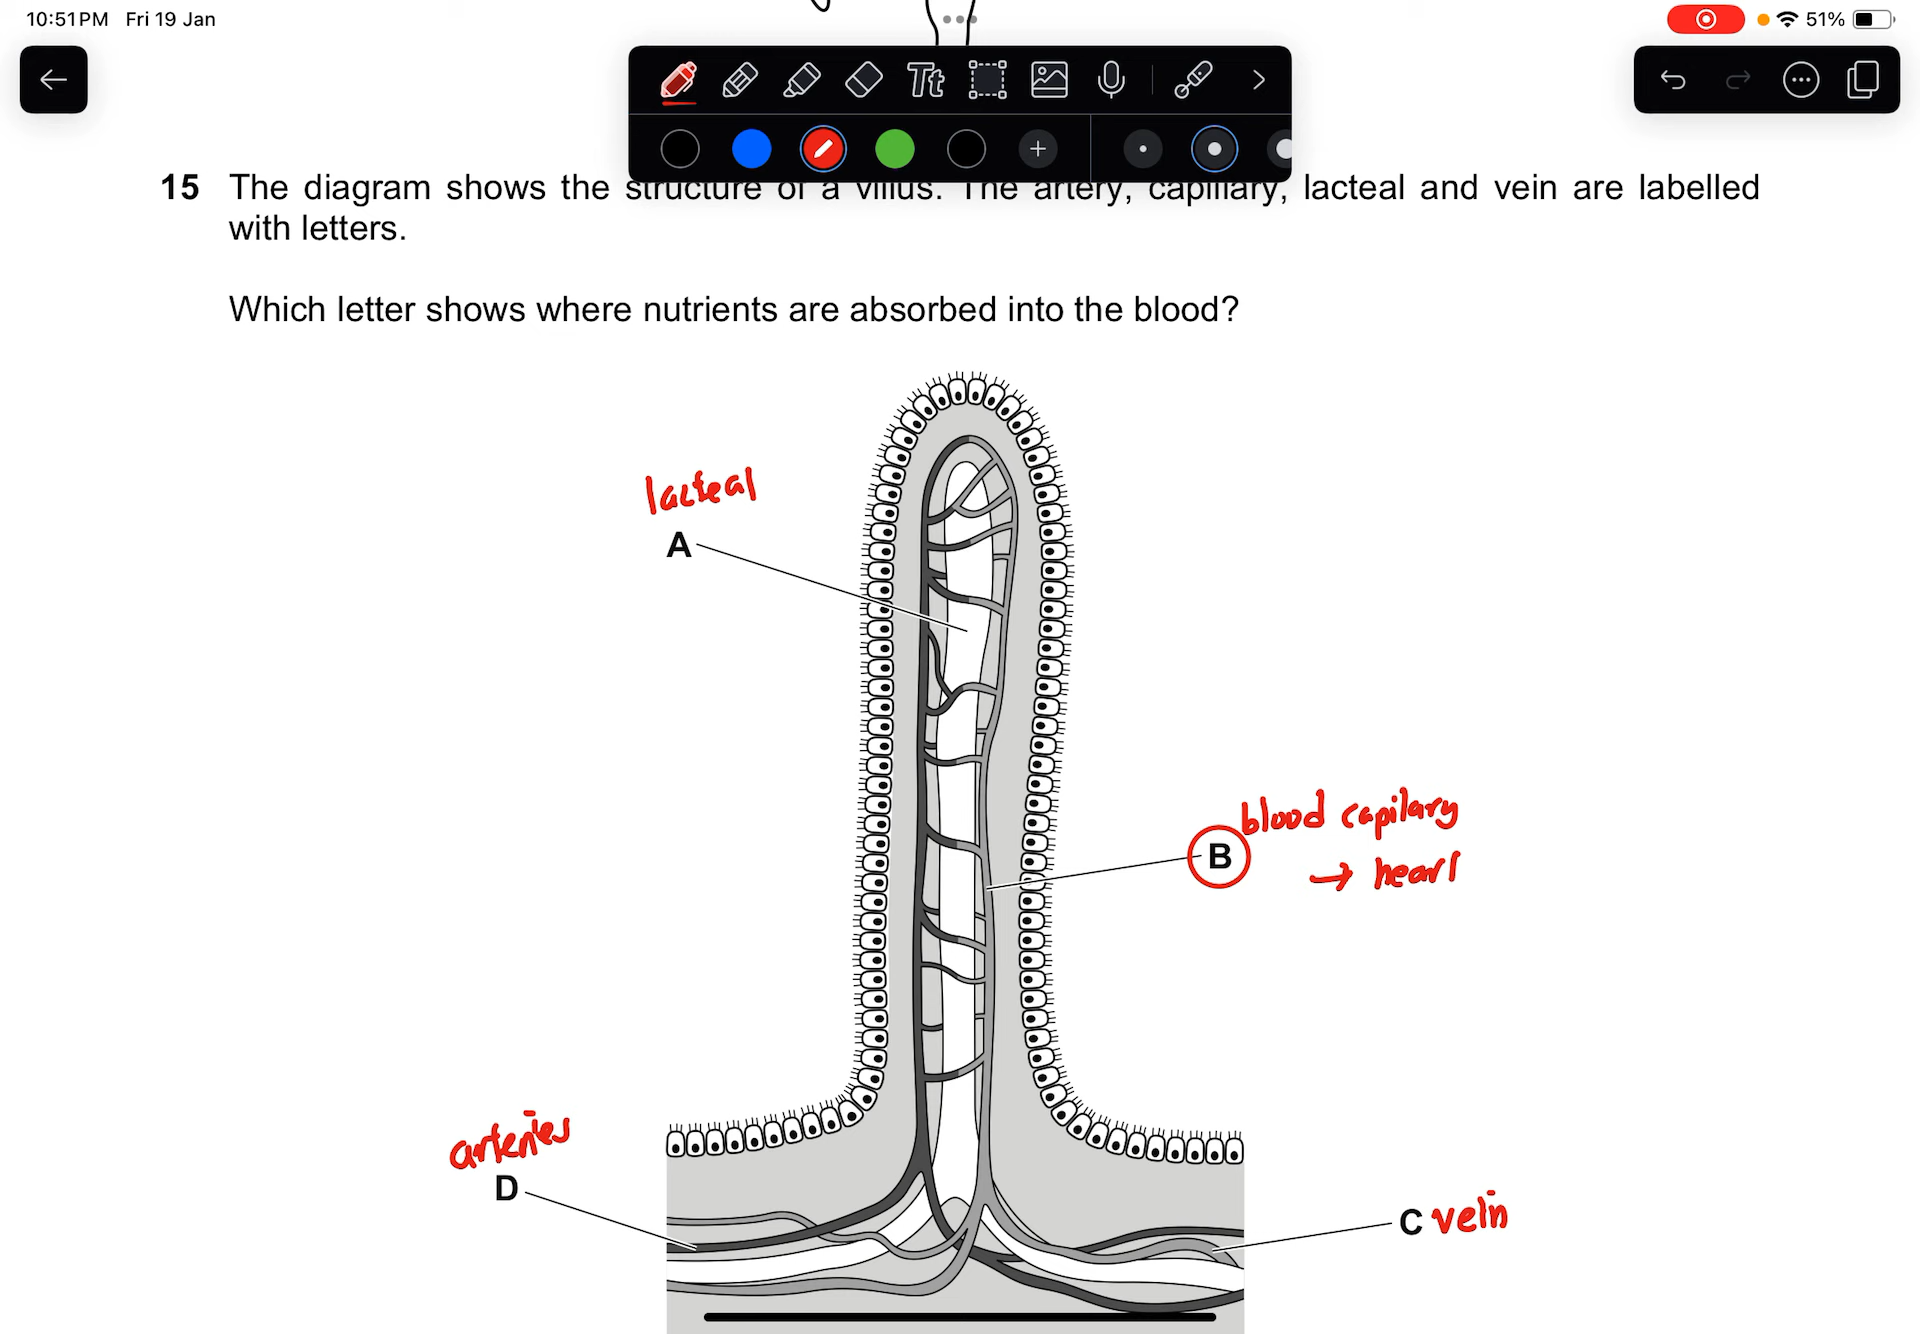 10:51 PM Fri 19 Jan
51%
Tt
15 The diagram shows the structure of a villus. The artery, capillary, lacteal and vein are labelled
with letters.
Which letter shows where nutrients are absorbed into the blood?
lacteal
A
blood capilary
B
→ heart
arteries
D
C vein